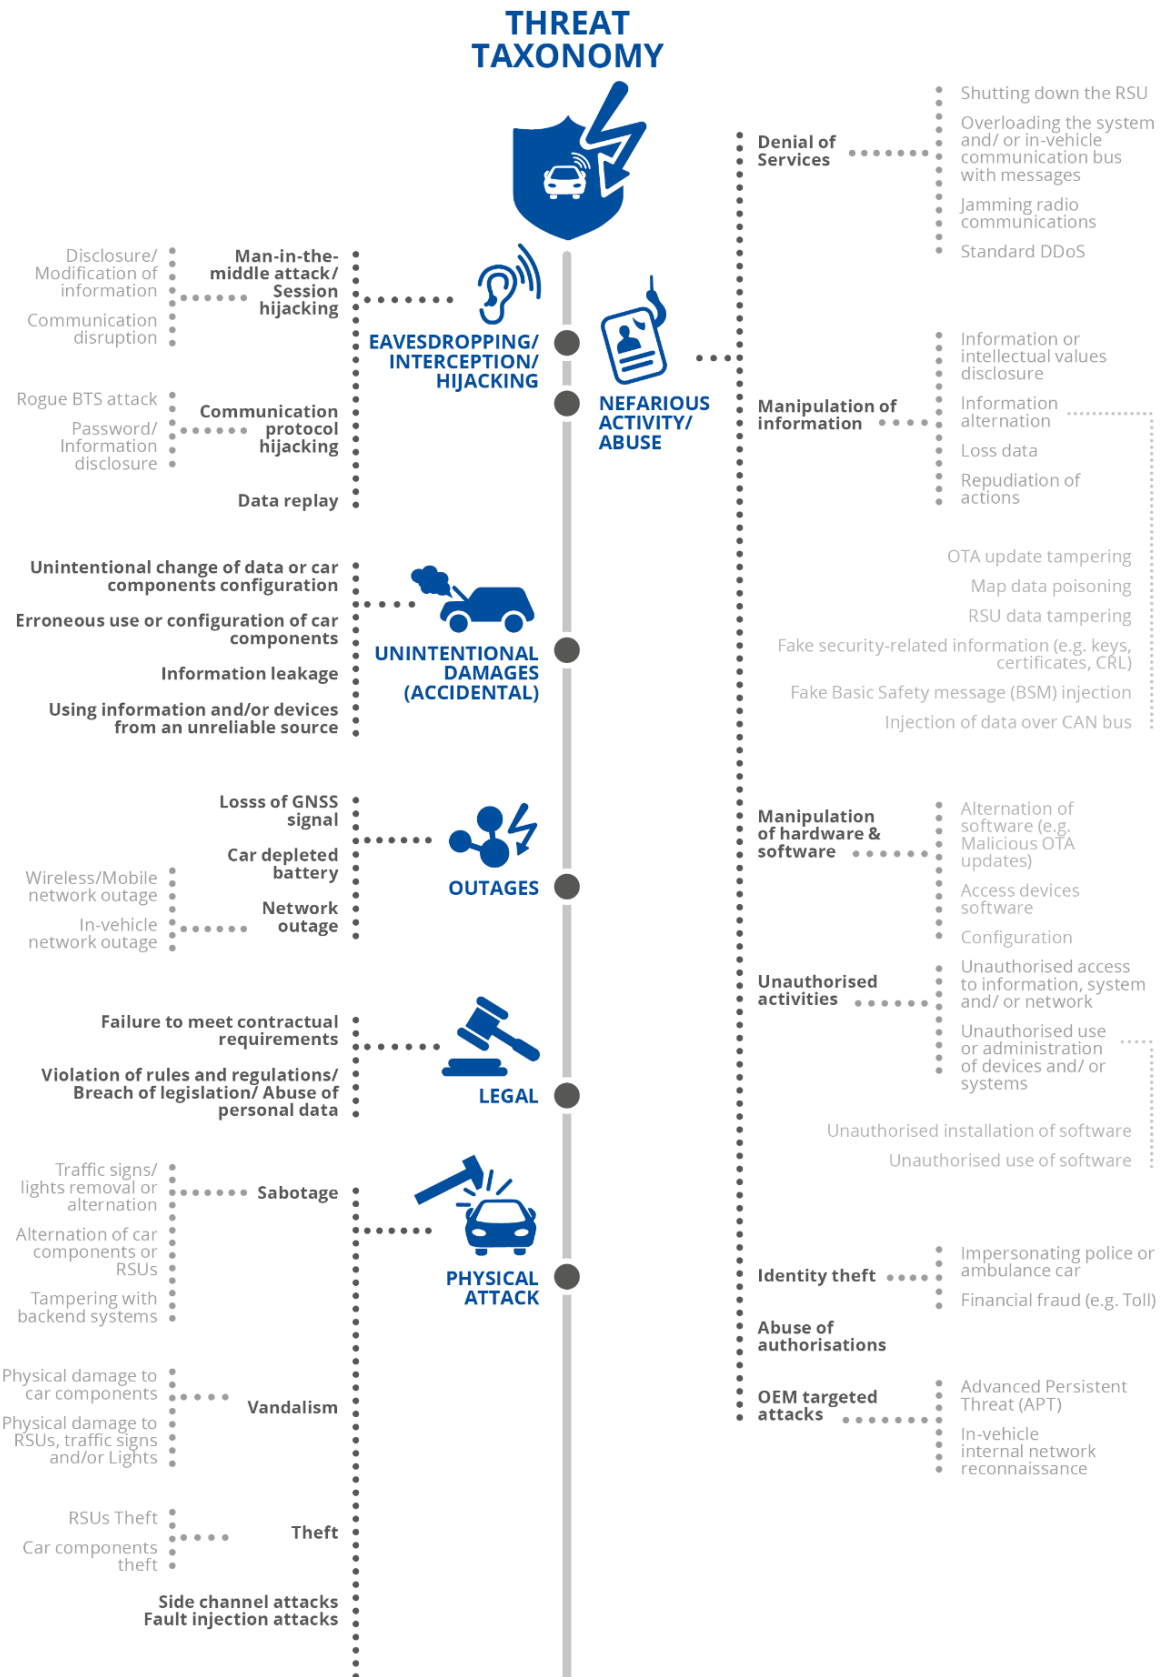 THREAT
TAXONOMY
Disclosure/
Modification of
information
Communication
disruption
Man-in-the-
middle attack/
Session
hijacking
Rogue BTS attack
Password/
Information
disclosure
Communication
protocol
hijacking
Data replay
EAVESDROPPING/
INTERCEPTION/
HIJACKING
Unintentional change of data or car
components configuration
Erroneous use or configuration of car
components
Information leakage
Using information and/or devices
from an unreliable source
UNINTENTIONAL
DAMAGES
(ACCIDENTAL)
Losss of GNSS
signal
Car depleted
battery
Network
outage
Wireless/Mobile
network outage
In-vehicle
network outage
OUTAGES
Failure to meet contractual
requirements
Violation of rules and regulations/
Breach of legislation/ Abuse of
personal data
LEGAL
Traffic signs/
lights removal or
alternation
Alternation of car
components or
RSUs
Tampering with
backend systems
Sabotage
Physical damage to
car components
Physical damage to
RSUs, traffic signs
and/or Lights
Vandalism
RSUs Theft
Car components
theft
Theft
Side channel attacks
Fault injection attacks
PHYSICAL
ATTACK
NEFARIOUS
ACTIVITY/
ABUSE
Denial of
Services
Shutting down the RSU
Overloading the system
and/ or in-vehicle
communication bus
with messages
Jamming radio
communications
Standard DDoS
Manipulation of
information
Information or
intellectual values
disclosure
Information
alternation
Loss data
Repudiation of
actions
OTA update tampering
Map data poisoning
RSU data tampering
Fake security-related information (e.g. keys,
certificates, CRL)
Fake Basic Safety message (BSM) injection
Injection of data over CAN bus
Manipulation
of hardware &
software
Alternation of
software (e.g.
Malicious OTA
updates)
Access devices
software
Configuration
Unauthorised
activities
Unauthorised access
to information, system
and/ or network
Unauthorised use
or administration
of devices and/ or
systems
Unauthorised installation of software
Unauthorised use of software
Identity theft
Impersonating police or
ambulance car
Financial fraud (e.g. Toll)
Abuse of
authorisations
OEM targeted
attacks
Advanced Persistent
Threat (APT)
In-vehicle
internal network
reconnaissance